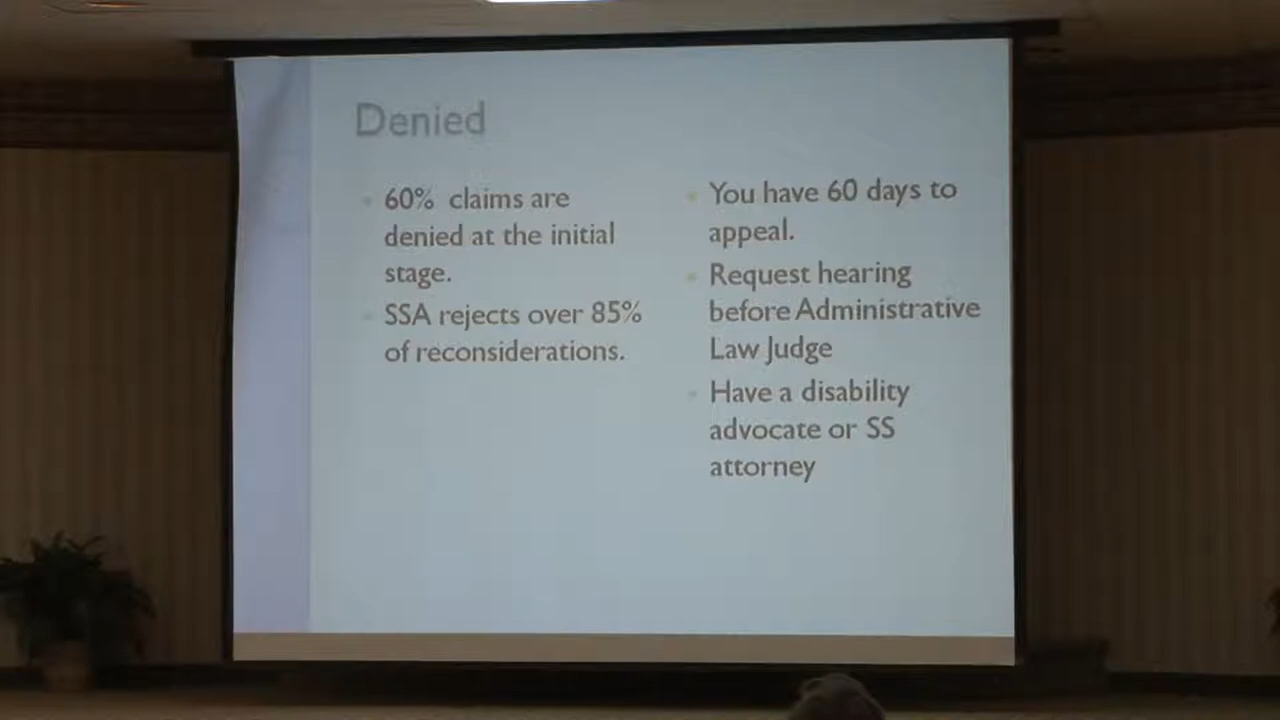 Denied
60% claims are
denied at the initial
stage.
SSA rejects over 85%
of reconsiderations.
You have 60 days to
appeal.
Request hearing
before Administrative
Law Judge
Have a disability
advocate or SS
attorney